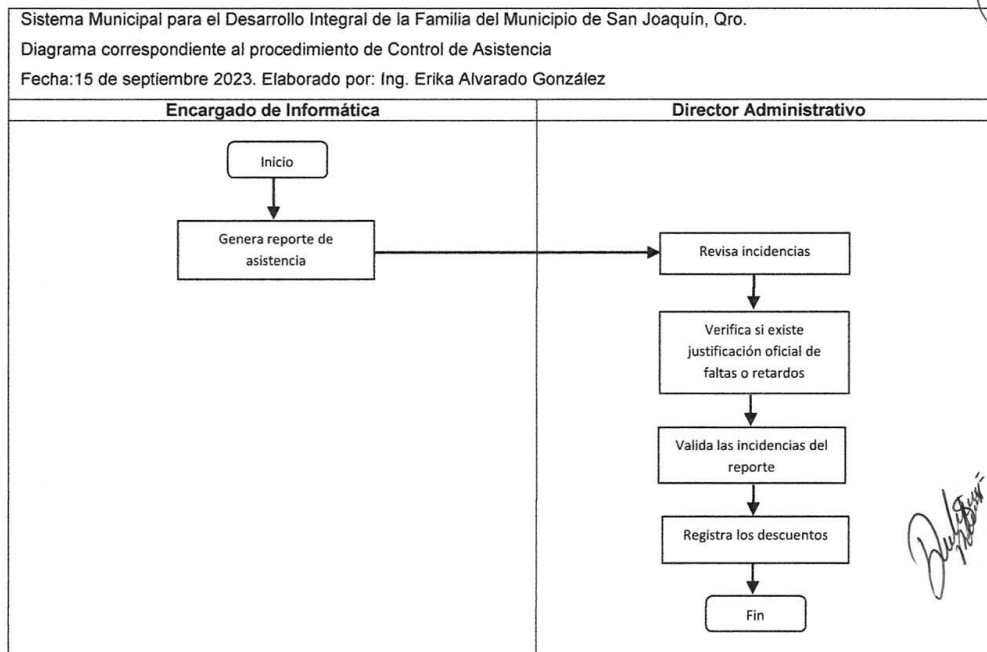 Sistema Municipal para el Desarrollo Integral de la Familia del Municipio de San Joaquín, Qro.
Diagrama correspondiente al procedimiento de Control de Asistencia
Fecha:15 de septiembre 2023. Elaborado por: Ing. Erika Alvarado González
Encargado de Informática
Director Administrativo
Inicio
Genera reporte de
asistencia
Revisa incidencias
Verifica si existe
justificación oficial de
faltas o retardos
Valida las incidencias del
reporte
Registra los descuentos
Fin